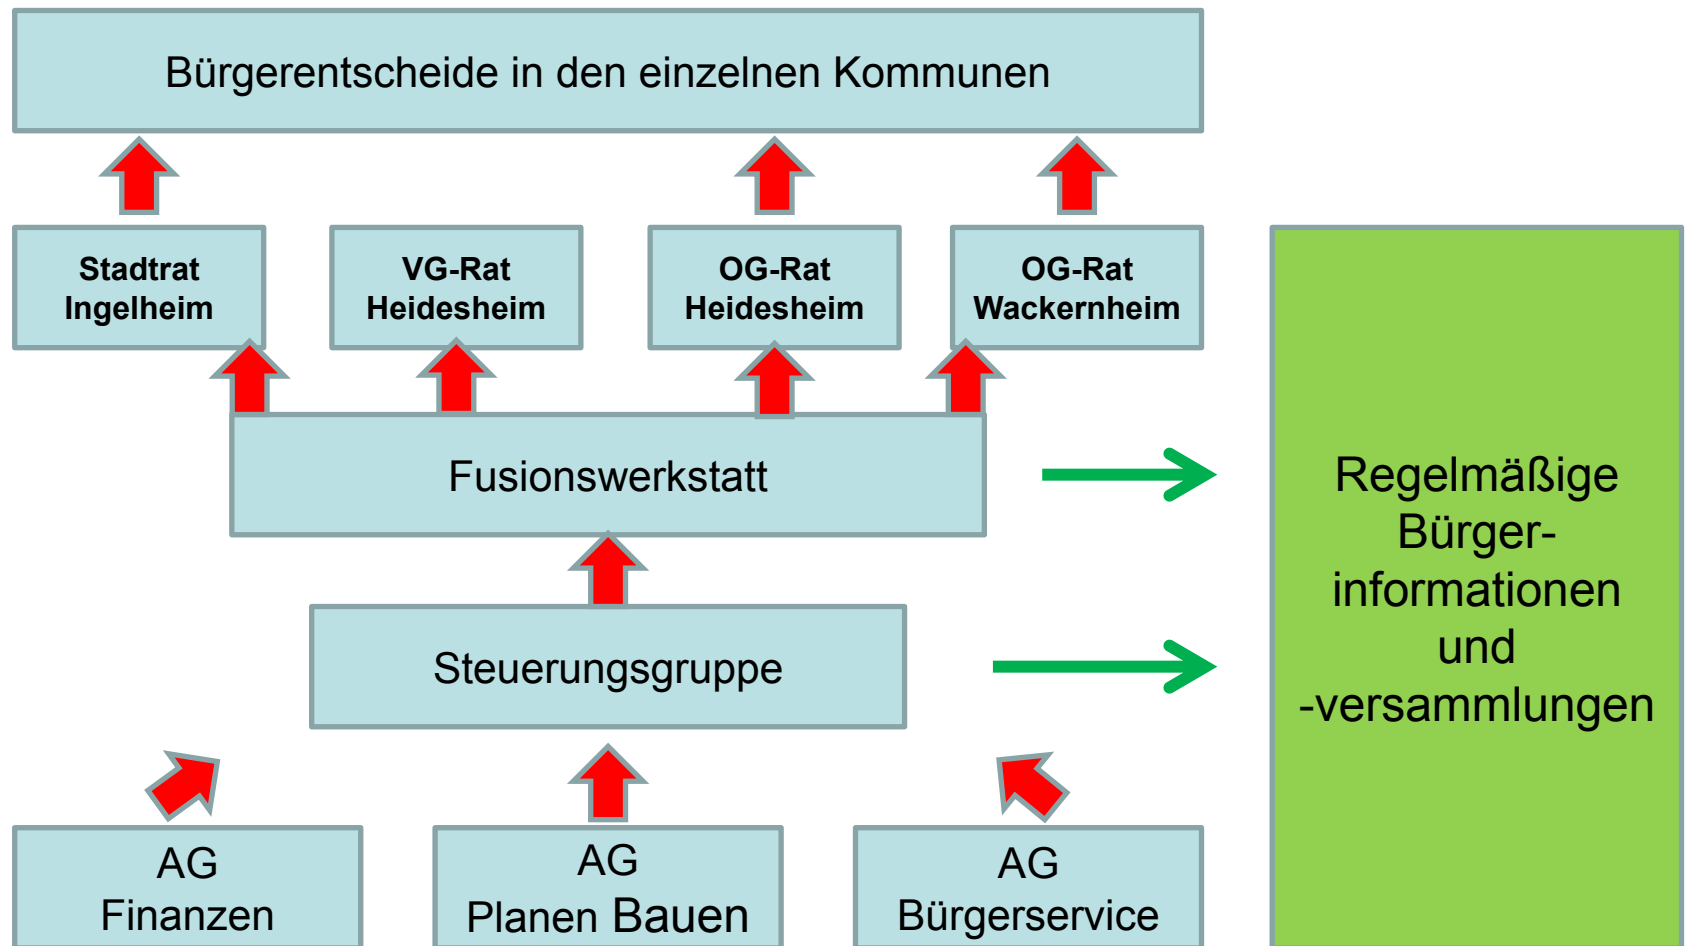 Bürgerentscheide in den einzelnen Kommunen
Stadtrat
Ingelheim
VG-Rat
Heidesheim
OG-Rat
Heidesheim
OG-Rat
Wackernheim
Fusionswerkstatt
Steuerungsgruppe
AG
Finanzen
AG
Planen Bauen
AG
Bürgerservice
Regelmäßige
Bürger-
informationen
und
-versammlungen